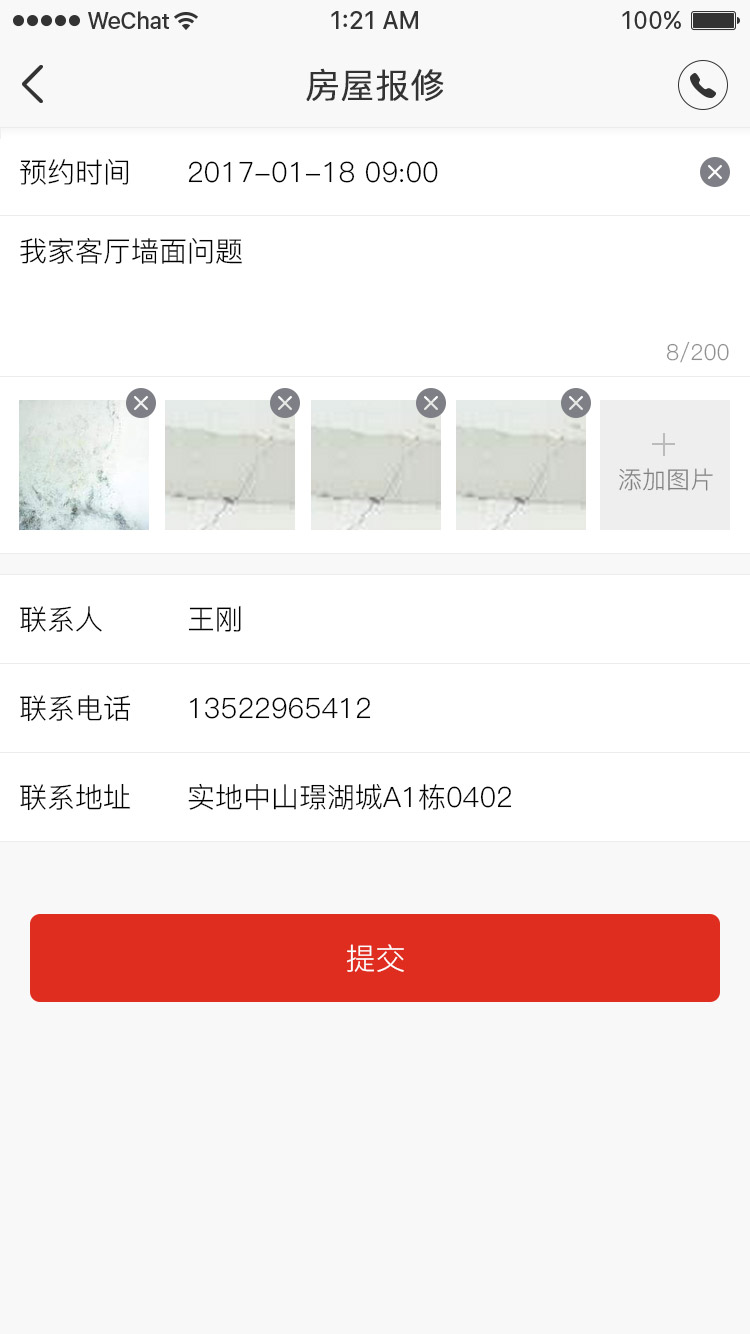 WeChat 1:21 AM 100%
房屋报修
预约时间 2017-01-18 09:00
我家客厅墙面问题
8/200
添加图片
联系人 王刚
联系电话 13522965412
联系地址 实地中山璟湖城A1栋0402
提交